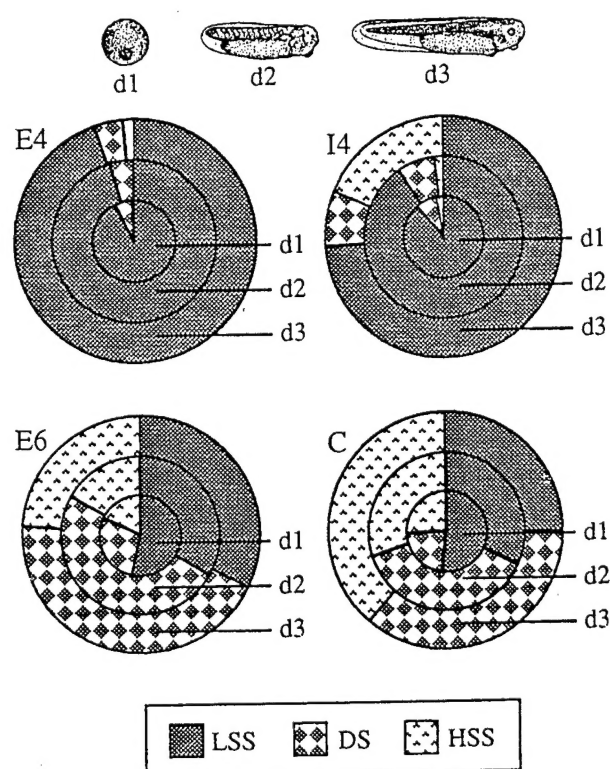 d1 d2 d3
E4 I4
d1 d1
d2 d2
d3 d3
E6 C
d1 d1
d2 d2
d3 d3
LSS DS HSS